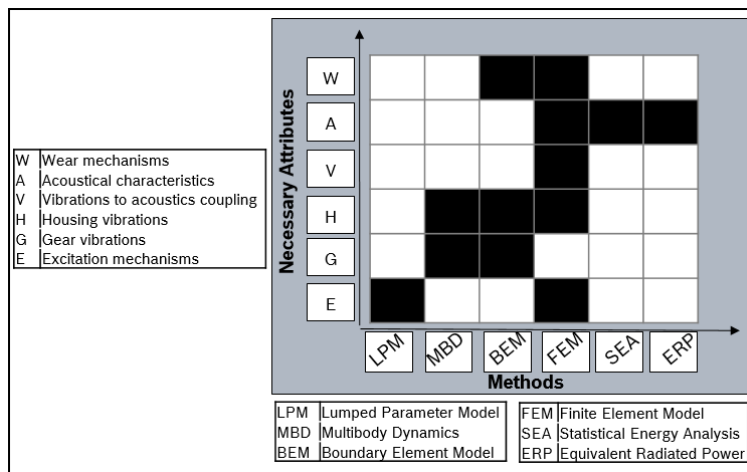 Necessary Attributes
W
A
V
H
G
E
W Wear mechanisms
A Acoustical characteristics
V Vibrations to acoustics coupling
H Housing vibrations
G Gear vibrations
E Excitation mechanisms
LPM MBD BEM FEM SEA ERP
Methods
LPM Lumped Parameter Model
MBD Multibody Dynamics
BEM Boundary Element Model
FEM Finite Element Model
SEA Statistical Energy Analysis
ERP Equivalent Radiated Power